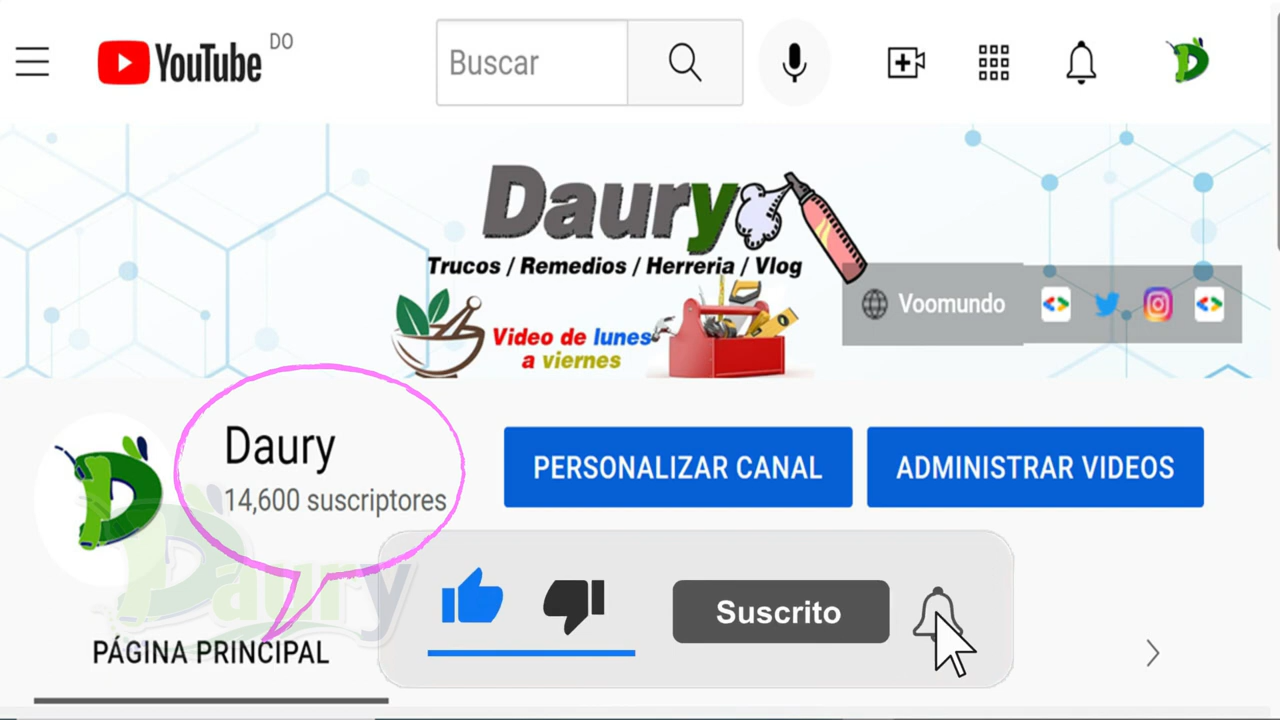 YouTube DO
Buscar
Daury
Trucos / Remedios / Herreria / Vlog
Voomundo
Video de lunes
a viernes
Daury
14,600 suscriptores
PERSONALIZAR CANAL
ADMINISTRAR VIDEOS
Daury
Suscrito
PÁGINA PRINCIPAL